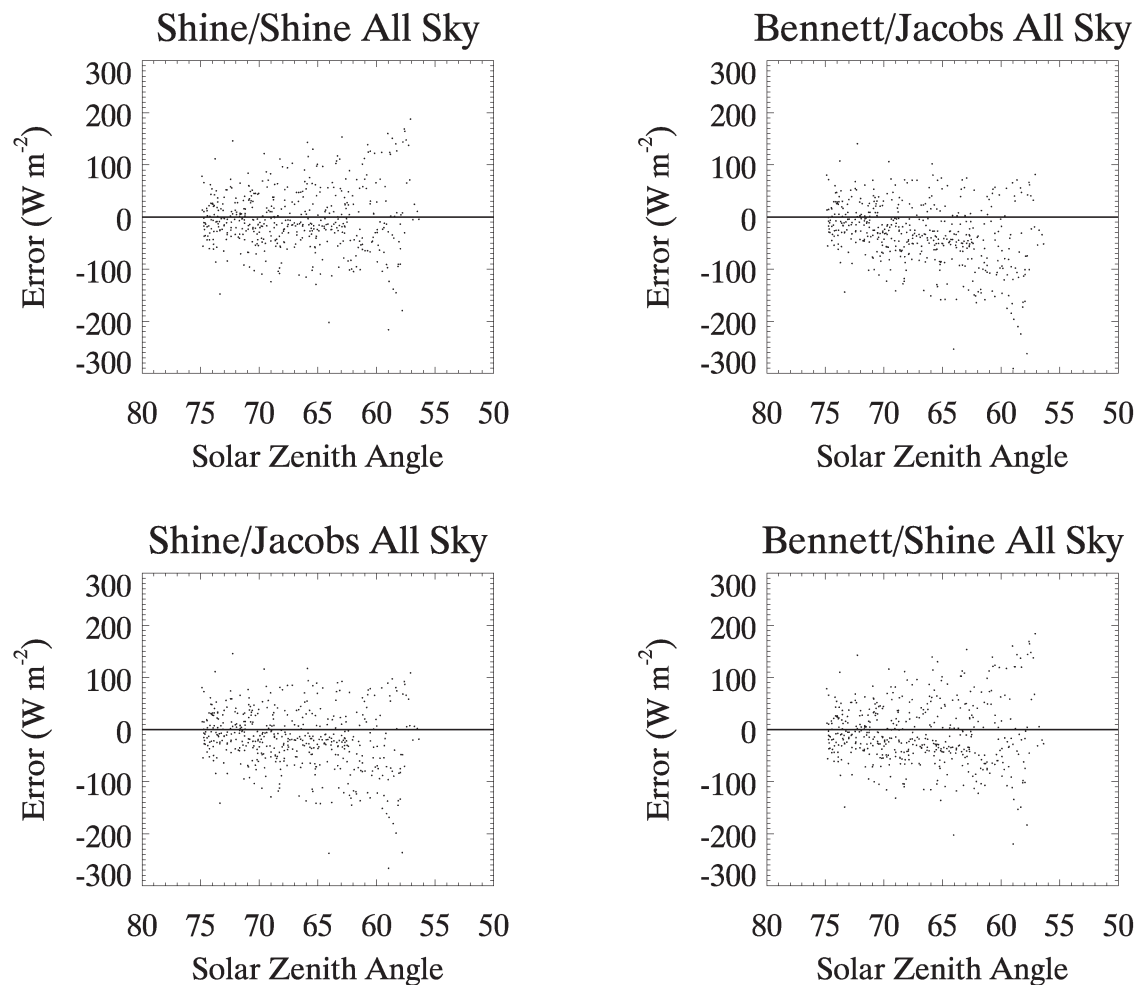 Shine/Shine All Sky
300
200
100
0
-100
-200
-300
Error (W m-2)
80 75 70 65 60 55 50
Solar Zenith Angle
Bennett/Jacobs All Sky
300
200
100
0
-100
-200
-300
Error (W m-2)
80 75 70 65 60 55 50
Solar Zenith Angle
Shine/Jacobs All Sky
300
200
100
0
-100
-200
-300
Error (W m-2)
80 75 70 65 60 55 50
Solar Zenith Angle
Bennett/Shine All Sky
300
200
100
0
-100
-200
-300
Error (W m-2)
80 75 70 65 60 55 50
Solar Zenith Angle